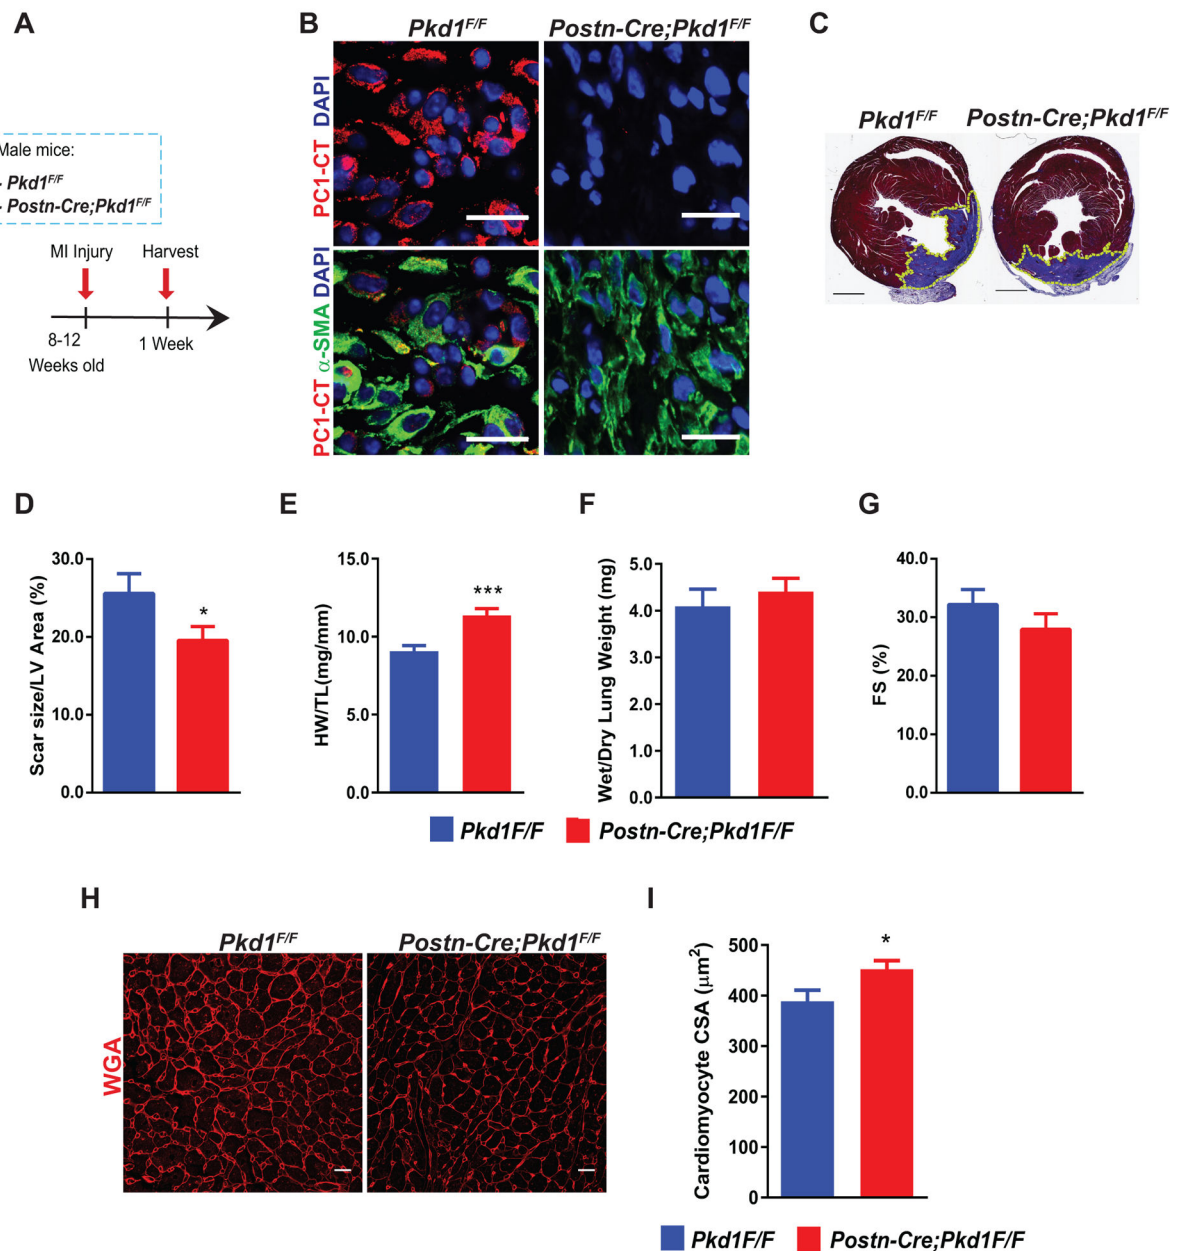 A
Male mice:
- Pkd1F/F
- Postn-Cre;Pkd1F/F
MI Injury Harvest
8-12
Weeks old
1 Week
B
Pkd1F/F Postn-Cre;Pkd1F/F
PC1-CT DAPI
PC1-CT α-SMA DAPI
C
Pkd1F/F Postn-Cre;Pkd1F/F
D
Scar size/LV Area (%)
30.0
20.0
10.0
0.0
*
E
HW/TL(mg/mm)
15.0
10.0
5.0
0.0
***
F
Wet/Dry Lung Weight (mg)
5.0
4.0
3.0
2.0
1.0
0.0
G
FS (%)
40.0
30.0
20.0
10.0
0.0
Pkd1F/F Postn-Cre;Pkd1F/F
H
Pkd1F/F Postn-Cre;Pkd1F/F
WGA
I
Cardiomyocyte CSA (μm2)
500
400
300
200
100
0
*
Pkd1F/F Postn-Cre;Pkd1F/F